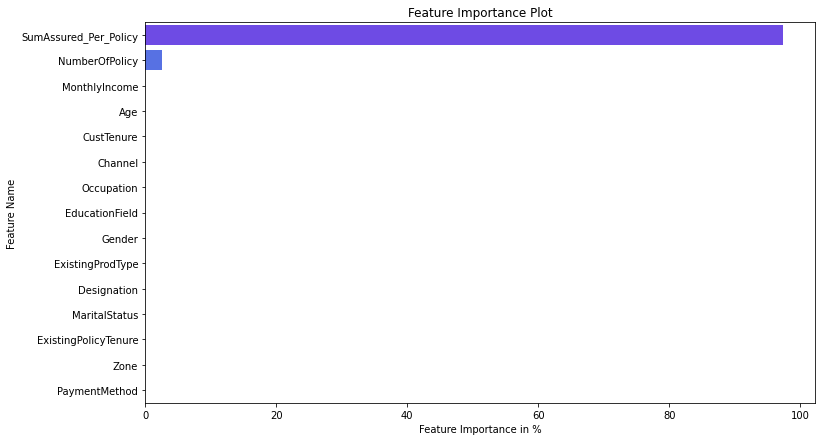 Feature Importance Plot
Feature Name
SumAssured_Per_Policy
NumberOfPolicy
MonthlyIncome
Age
CustTenure
Channel
Occupation
EducationField
Gender
ExistingProdType
Designation
MaritalStatus
ExistingPolicyTenure
Zone
PaymentMethod
0 20 40 60 80 100
Feature Importance in %